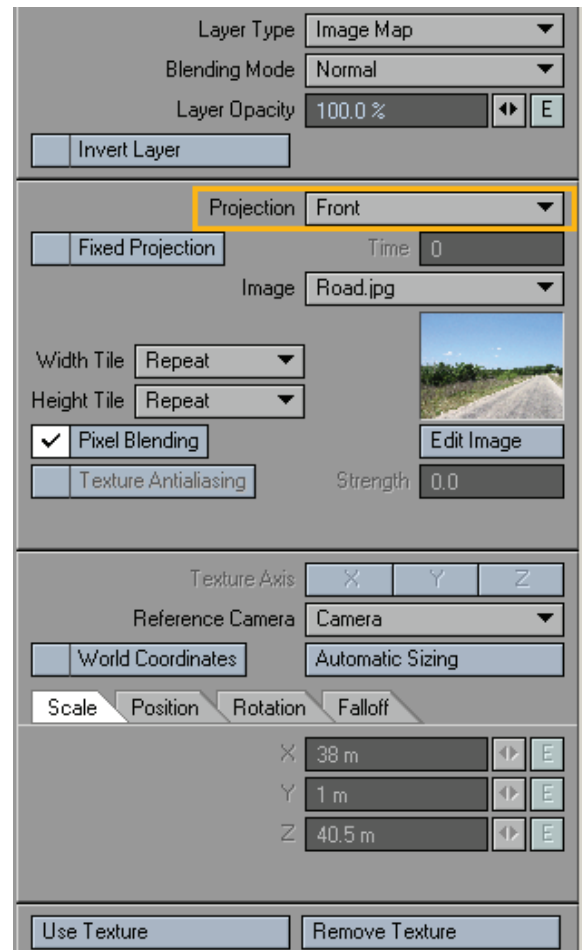 Layer Type Image Map
Blending Mode Normal
Layer Opacity 100.0 % E
Invert Layer
Projection Front
Fixed Projection Time 0
Image Road.jpg
Width Tile Repeat
Height Tile Repeat
Pixel Blending Edit Image
Texture Antialiasing Strength 0.0
Texture Axis X Y Z
Reference Camera Camera
World Coordinates Automatic Sizing
Scale Position Rotation Falloff
X 38 m E
Y 1 m E
Z 40.5 m E
Use Texture Remove Texture